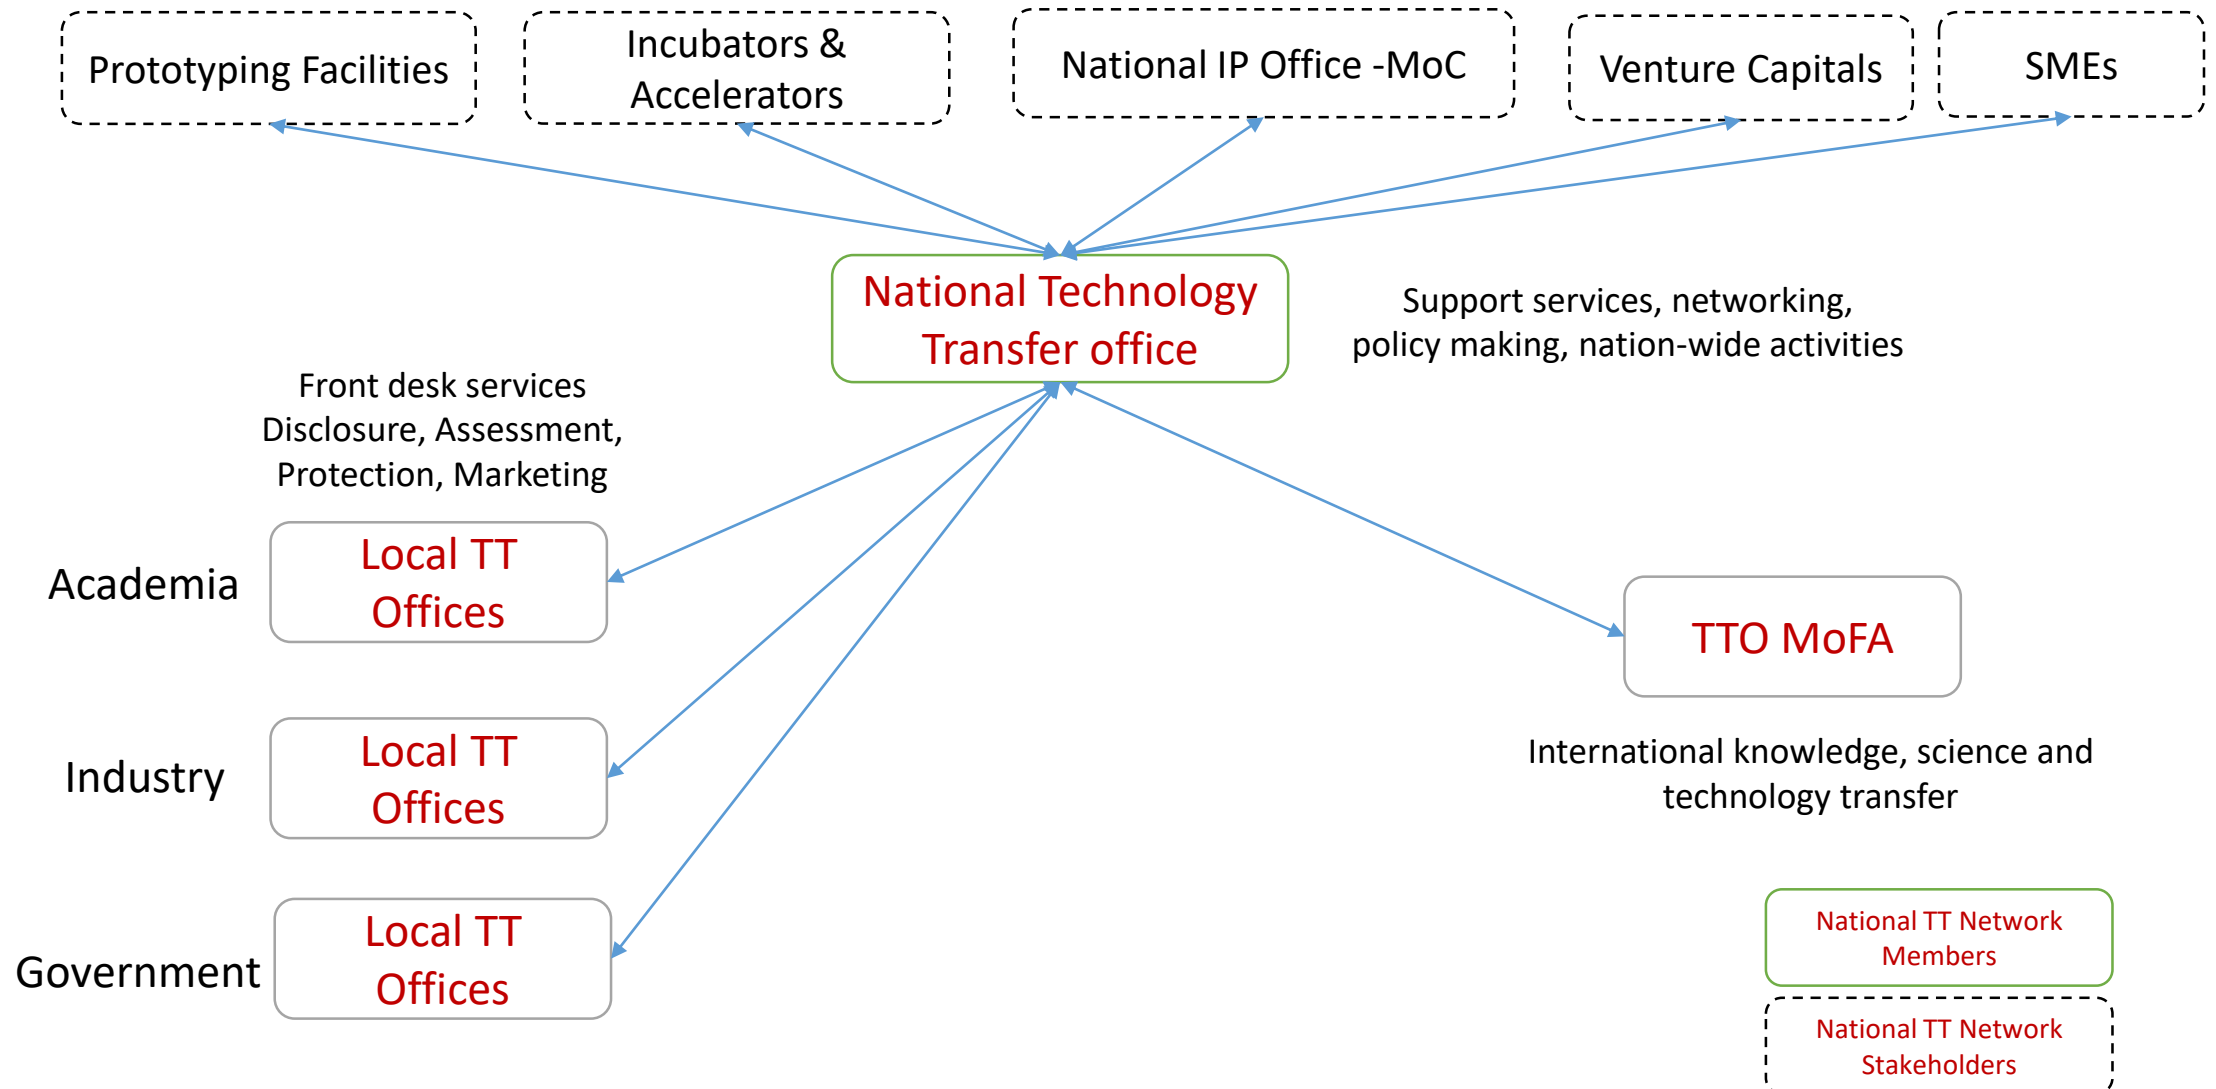 Prototyping Facilities
Incubators &
Accelerators
National IP Office -MoC
Venture Capitals
SMEs
National Technology
Transfer office
Support services, networking,
policy making, nation-wide activities
Front desk services
Disclosure, Assessment,
Protection, Marketing
Academia
Local TT
Offices
TTO MoFA
Industry
Local TT
Offices
International knowledge, science and
technology transfer
Government
Local TT
Offices
National TT Network
Members
National TT Network
Stakeholders